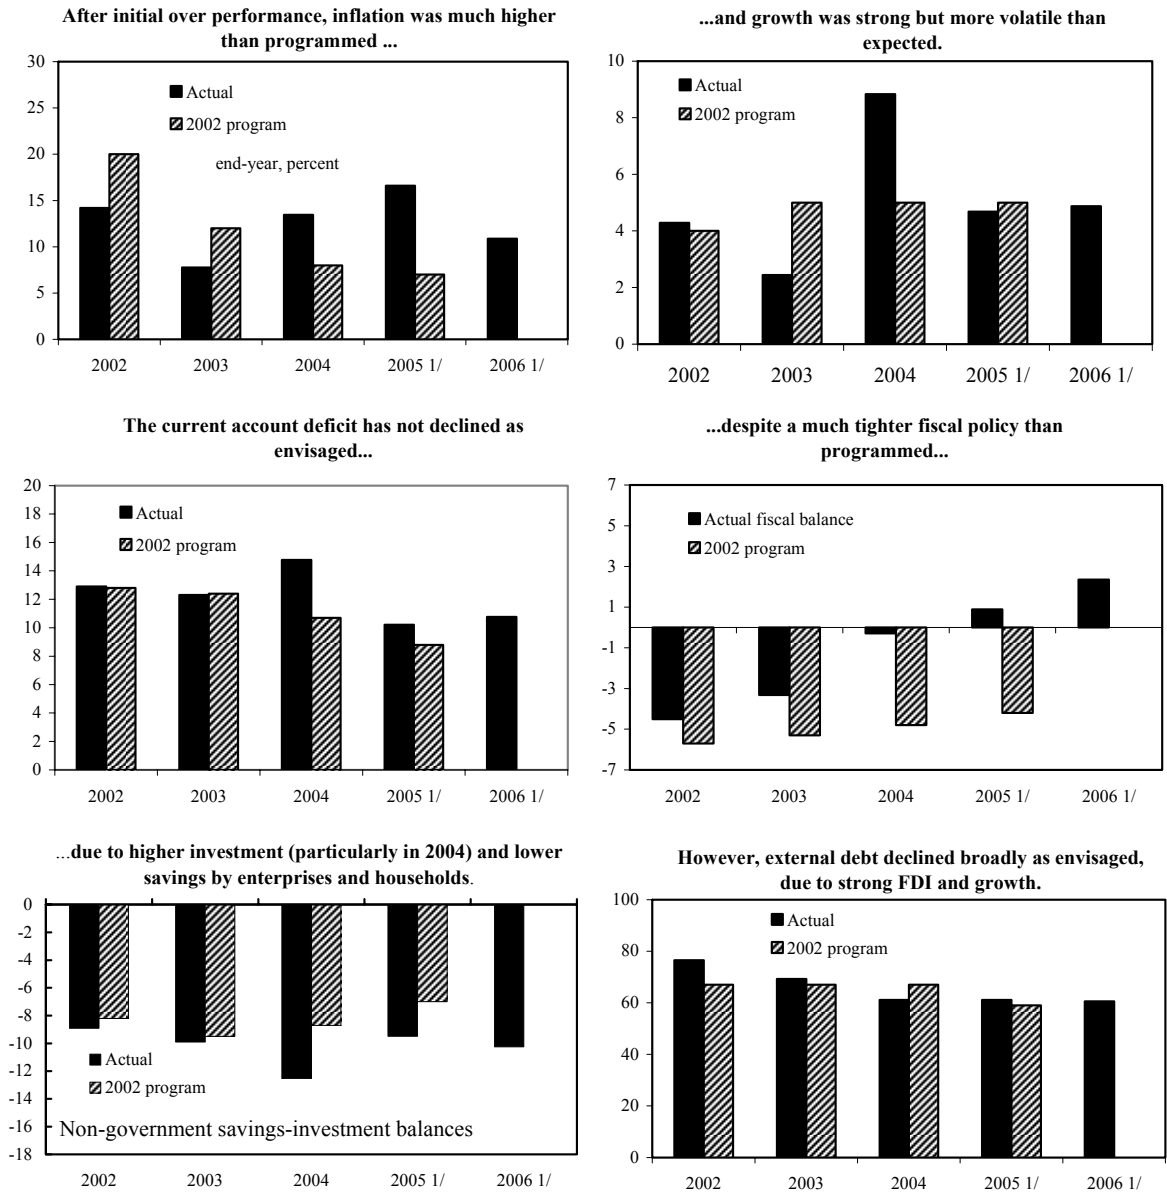 After initial over performance, inflation was much higher
than programmed ...
30
25
20
15
10
5
0
Actual
2002 program
end-year, percent
2002 2003 2004 2005 1/ 2006 1/
...and growth was strong but more volatile than
expected.
10
8
6
4
2
0
Actual
2002 program
2002 2003 2004 2005 1/ 2006 1/
The current account deficit has not declined as
envisaged...
20
18
16
14
12
10
8
6
4
2
0
Actual
2002 program
2002 2003 2004 2005 1/ 2006 1/
...despite a much tighter fiscal policy than
programmed...
7
5
3
1
-1
-3
-5
-7
Actual fiscal balance
2002 program
2002 2003 2004 2005 1/ 2006 1/
...due to higher investment (particularly in 2004) and lower
savings by enterprises and households.
0
-2
-4
-6
-8
-10
-12
-14
-16
-18
Actual
2002 program
Non-government savings-investment balances
2002 2003 2004 2005 1/ 2006 1/
However, external debt declined broadly as envisaged,
due to strong FDI and growth.
100
80
60
40
20
0
Actual
2002 program
2002 2003 2004 2005 1/ 2006 1/